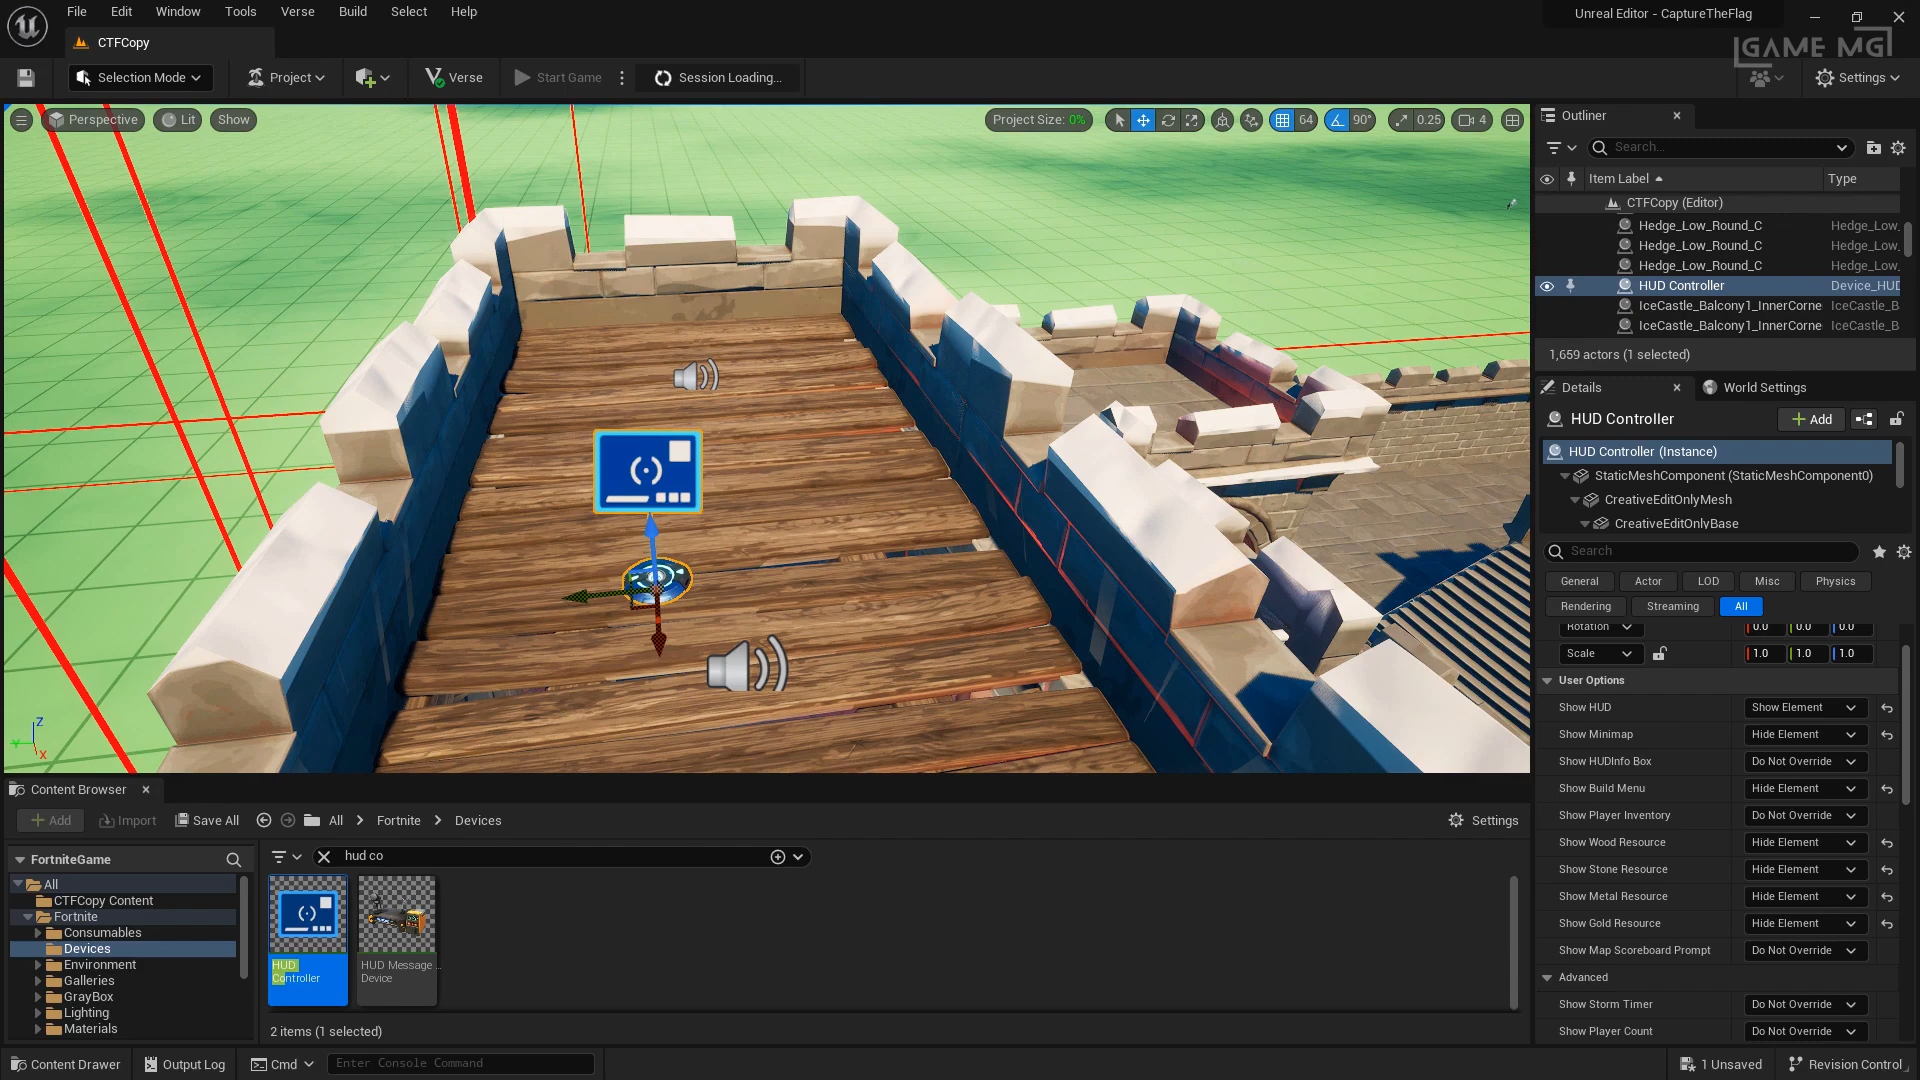 File Edit Window Tools Verse Build Select Help
Unreal Editor - CaptureTheFlag
CTFCopy
GAME MG
Selection Mode
Project
Verse
Start Game
Session Loading...
Settings
Perspective
Lit
Show
Project Size: 0%
64
90°
0.25
4
Z
Y
X
Outliner
Search...
Item Label
Type
CTFCopy (Editor)
Hedge_Low_Round_C Hedge_Low_
Hedge_Low_Round_C Hedge_Low_
Hedge_Low_Round_C Hedge_Low_
HUD Controller Device_HUD
IceCastle_Balcony1_InnerCorne IceCastle_B
IceCastle_Balcony1_InnerCorne IceCastle_B
1,659 actors (1 selected)
Details
World Settings
HUD Controller
Add
HUD Controller (Instance)
StaticMeshComponent (StaticMeshComponent0)
CreativeEditOnlyMesh
CreativeEditOnlyBase
Search
General Actor LOD Misc Physics
Rendering Streaming All
Rotation 0.0 0.0 0.0
Scale 1.0 1.0 1.0
User Options
Show HUD Show Element
Show Minimap Hide Element
Show HUDInfo Box Do Not Override
Show Build Menu Hide Element
Show Player Inventory Do Not Override
Show Wood Resource Hide Element
Show Stone Resource Hide Element
Show Metal Resource Hide Element
Show Gold Resource Hide Element
Show Map Scoreboard Prompt Do Not Override
Advanced
Show Storm Timer Do Not Override
Show Player Count Do Not Override
Content Browser
Add
Import
Save All
All
Fortnite
Devices
Settings
FortniteGame
All
CTFCopy Content
Fortnite
Consumables
Devices
Environment
Galleries
GrayBox
Lighting
Materials
hud co
HUD
Controller
HUD Message ...
Device
2 items (1 selected)
Content Drawer
Output Log
Cmd
Enter Console Command
1 Unsaved
Revision Control